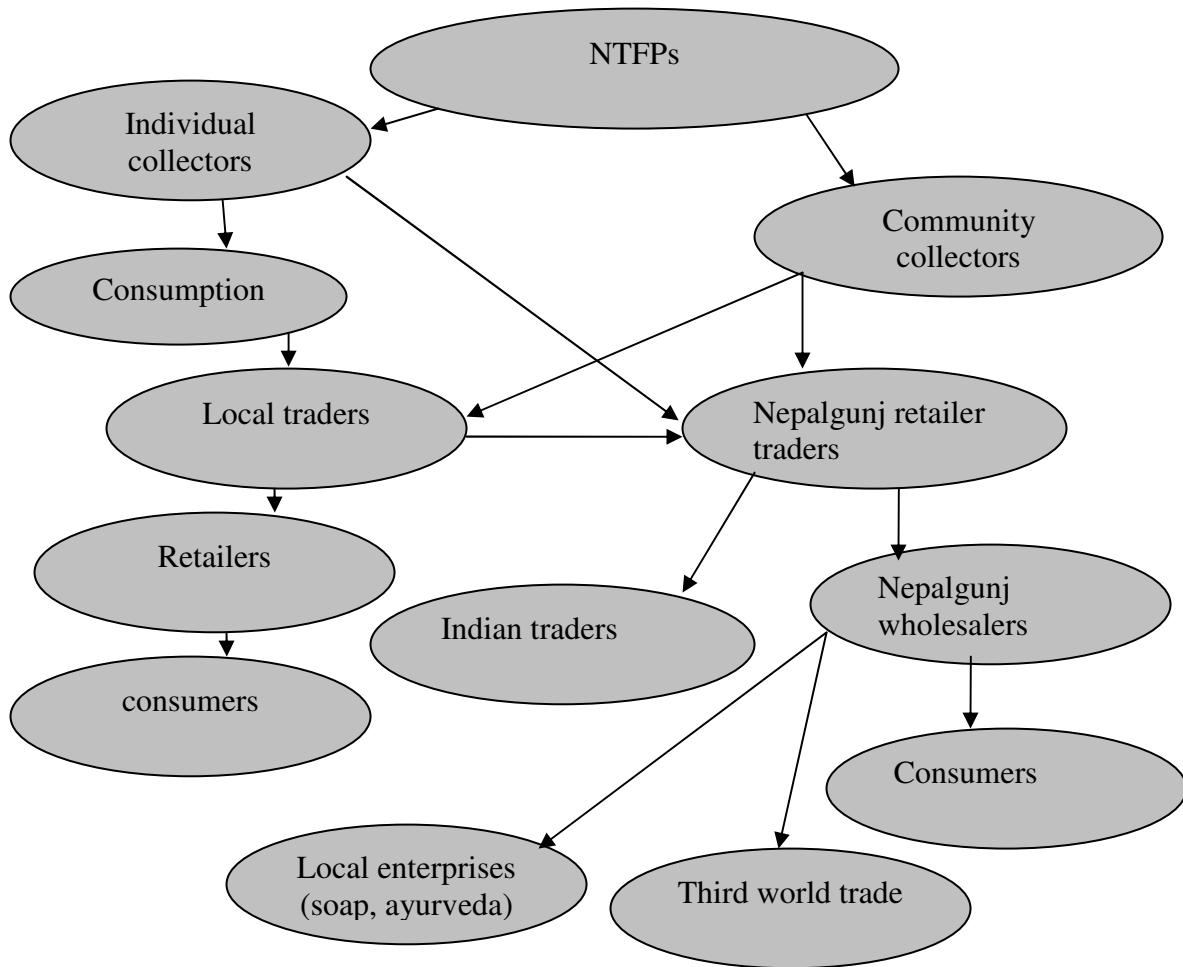 NTFPs
Individual
collectors
Community
collectors
Consumption
Local traders
Nepalgunj retailer
traders
Retailers
Indian traders
Nepalgunj
wholesalers
consumers
Consumers
Local enterprises
(soap, ayurveda)
Third world trade